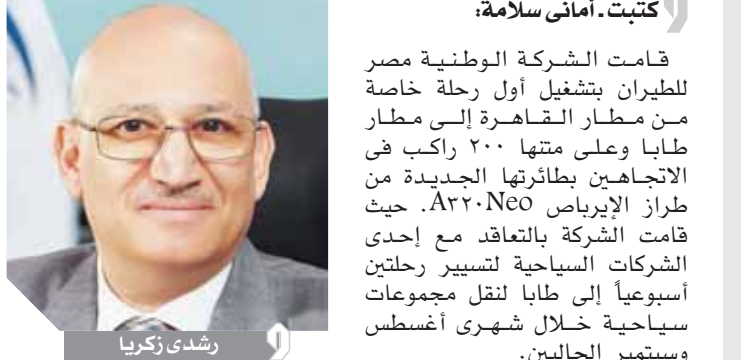 كتبت ـ أمانى سلامة:
قامت الشركة الوطنية مصر
للطيران بتشغيل أول رحلة خاصة
من مطار القاهرة إلى مطار
طابا وعلى متنها ٢٠٠ راكب فى
الاتجاهين بطائرتها الجديدة من
طراز الإيرباص A٣٢٠Neo. حيث
قامت الشركة بالتعاقد مع إحدى
الشركات السياحية لتسيير رحلتين
أسبوعياً إلى طابا لنقل مجموعات
سياحية خلال شهرى أغسطس
وسبتمبر الحاليين.
رشدى زكريا